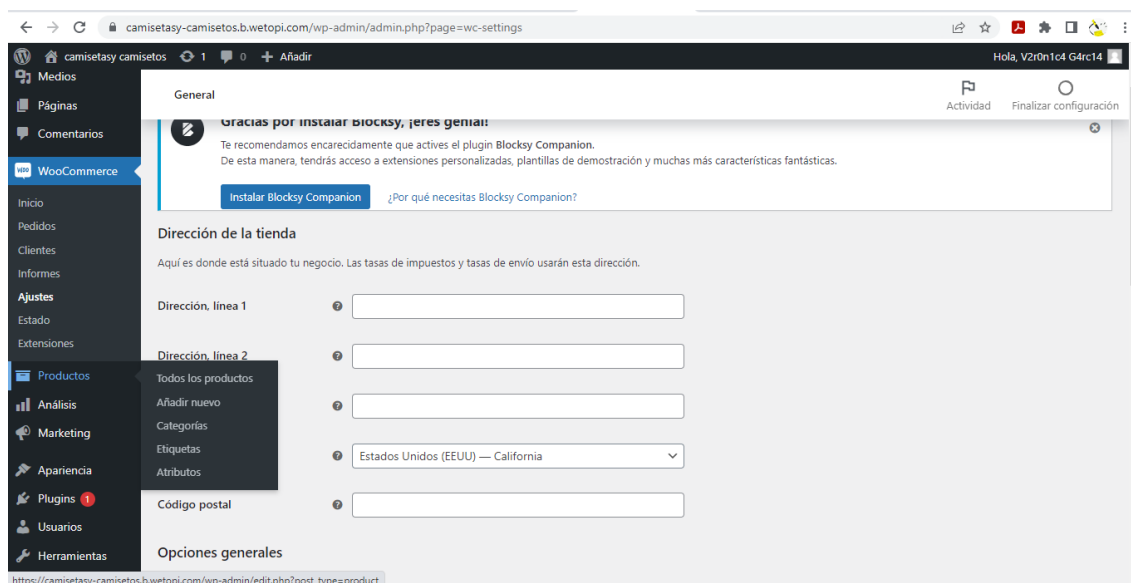 camisetasy-camisetos.b.wetopi.com/wp-admin/admin.php?page=wc-settings
camisetasy camisetos 1 0 + Añadir
Hola, V2r0n1c4 G4rc14
Medios
Páginas
Comentarios
WooCommerce
Inicio
Pedidos
Clientes
Informes
Ajustes
Estado
Extensiones
Productos
Análisis
Marketing
Apariencia
Plugins 1
Usuarios
Herramientas
Todos los productos
Añadir nuevo
Categorías
Etiquetas
Atributos
General
Actividad
Finalizar configuración
Gracias por instalar Blocksy, ¡eres genial!
Te recomendamos encarecidamente que actives el plugin Blocksy Companion.
De esta manera, tendrás acceso a extensiones personalizadas, plantillas de demostración y muchas más características fantásticas.
Instalar Blocksy Companion
¿Por qué necesitas Blocksy Companion?
Dirección de la tienda
Aquí es donde está situado tu negocio. Las tasas de impuestos y tasas de envío usarán esta dirección.
Dirección, línea 1
Dirección, línea 2
Estados Unidos (EEUU) — California
Código postal
Opciones generales
https://camisetasy-camisetos.b.wetopi.com/wp-admin/edit.php?post_type=product